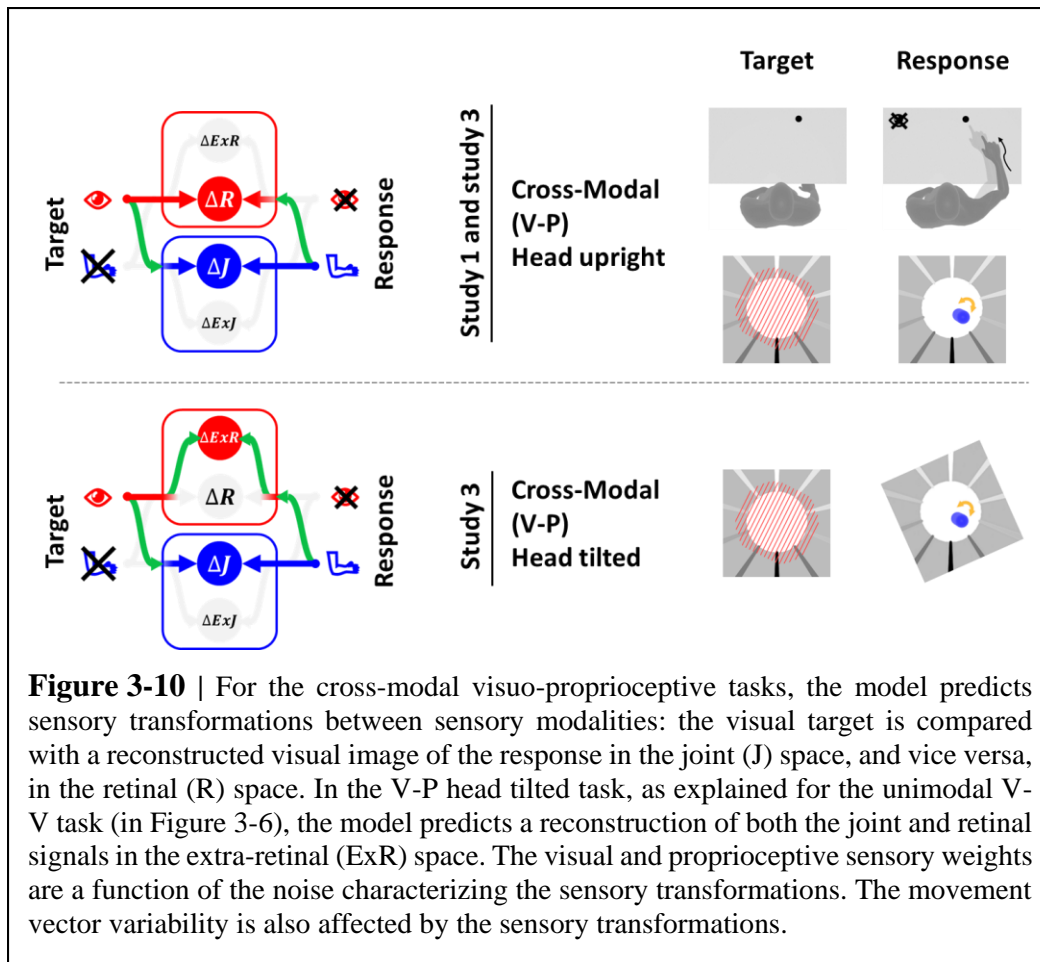 Target
Response
ΔExR
ΔR
ΔJ
ΔExJ
Target
Response
Study 1 and study 3
Cross-Modal
(V-P)
Head upright
ΔExR
ΔR
ΔJ
ΔExJ
Target
Response
Study 3
Cross-Modal
(V-P)
Head tilted
Figure 3-10 | For the cross-modal visuo-proprioceptive tasks, the model predicts
sensory transformations between sensory modalities: the visual target is compared
with a reconstructed visual image of the response in the joint (J) space, and vice versa,
in the retinal (R) space. In the V-P head tilted task, as explained for the unimodal V-
V task (in Figure 3-6), the model predicts a reconstruction of both the joint and retinal
signals in the extra-retinal (ExR) space. The visual and proprioceptive sensory weights
are a function of the noise characterizing the sensory transformations. The movement
vector variability is also affected by the sensory transformations.